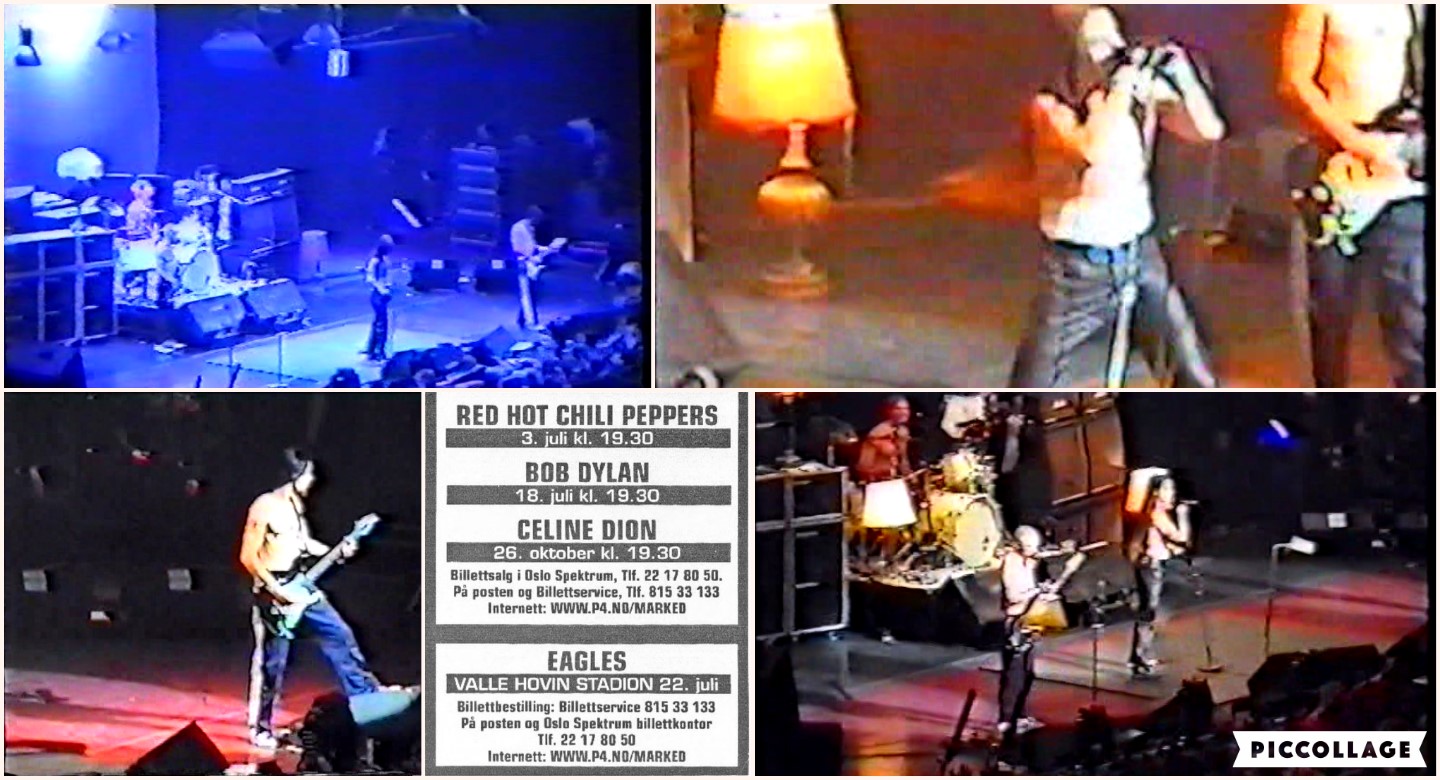 RED HOT CHILI PEPPERS
3. juli kl. 19.30
BOB DYLAN
18. juli kl. 19.30
CELINE DION
26. oktober kl. 19.30
Billettsalg i Oslo Spektrum, Tlf. 22 17 80 50.
På posten og Billettservice, Tlf. 815 33 133
Internett: WWW.P4.NO/MARKED
EAGLES
VALLE HOVIN STADION 22. juli
Billettbestilling: Billettservice 815 33 133
På posten og Oslo Spektrum billettkontor
Tlf. 22 17 80 50
Internett: WWW.P4.NO/MARKED
PICCOLLAGE